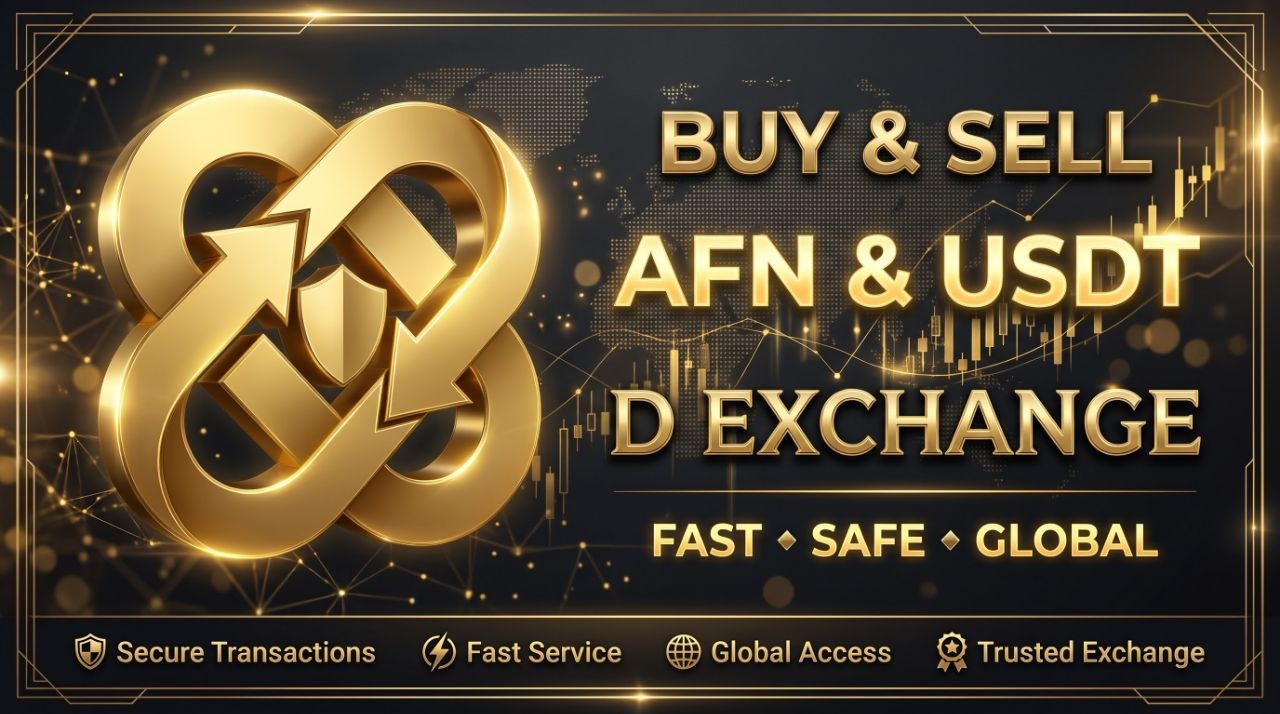 BUY & SELL
AFN & USDT
D EXCHANGE
FAST ◆ SAFE ◆ GLOBAL
Secure Transactions
Fast Service
Global Access
Trusted Exchange